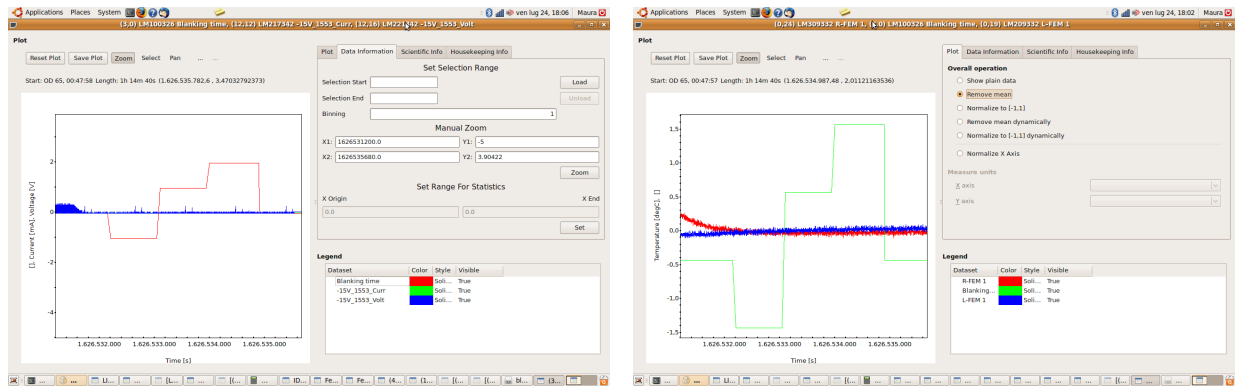 Applications Places System ven lug 24, 18:06 Maura
(3,0) LM100326 Blanking time, (12,12) LM217342 -15V_1553_Curr, (12,16) LM221342 -15V_1553_Volt
Plot
Reset Plot Save Plot Zoom Select Pan ... ...
Start: OD 65, 00:47:58 Length: 1h 14m 40s (1.626.535.782,6 , 3.47032792373)
2
0
-2
-4
[], Current [mA], Voltage [V]
1.626.532.000 1.626.533.000 1.626.534.000 1.626.535.000
Time [s]
Plot Data Information Scientific Info Housekeeping Info
Set Selection Range
Selection Start Load
Selection End Unload
Binning 1
Manual Zoom
X1: 1626531200.0 Y1: -5
X2: 1626535680.0 Y2: 3.90422
Zoom
Set Range For Statistics
X Origin X End
0.0 0.0
Set
Legend
Dataset Color Style Visible
Blanking time Soli... True
-15V_1553_Curr Soli... True
-15V_1553_Volt Soli... True
Applications Places System ven lug 24, 18:02 Maura
(0,24) LM309332 R-FEM 1, LM100326 Blanking time, (0,19) LM209332 L-FEM 1
Plot
Reset Plot Save Plot Zoom Select Pan ... ...
Start: OD 65, 00:47:57 Length: 1h 14m 40s (1.626.534.987,48 , 2.01121163536)
1,5
1,0
0,5
0,0
-0,5
-1,0
-1,5
Temperature [degC], []
1.626.532.000 1.626.533.000 1.626.534.000 1.626.535.000
Time [s]
Plot Data Information Scientific Info Housekeeping Info
Overall operation
Show plain data
Remove mean
Normalize to [-1,1]
Remove mean dynamically
Normalize to [-1,1] dynamically
Normalize X Axis
Measure units
X axis
Y axis
Legend
Dataset Color Style Visible
R-FEM 1 Soli... True
Blanking... Soli... True
L-FEM 1 Soli... True